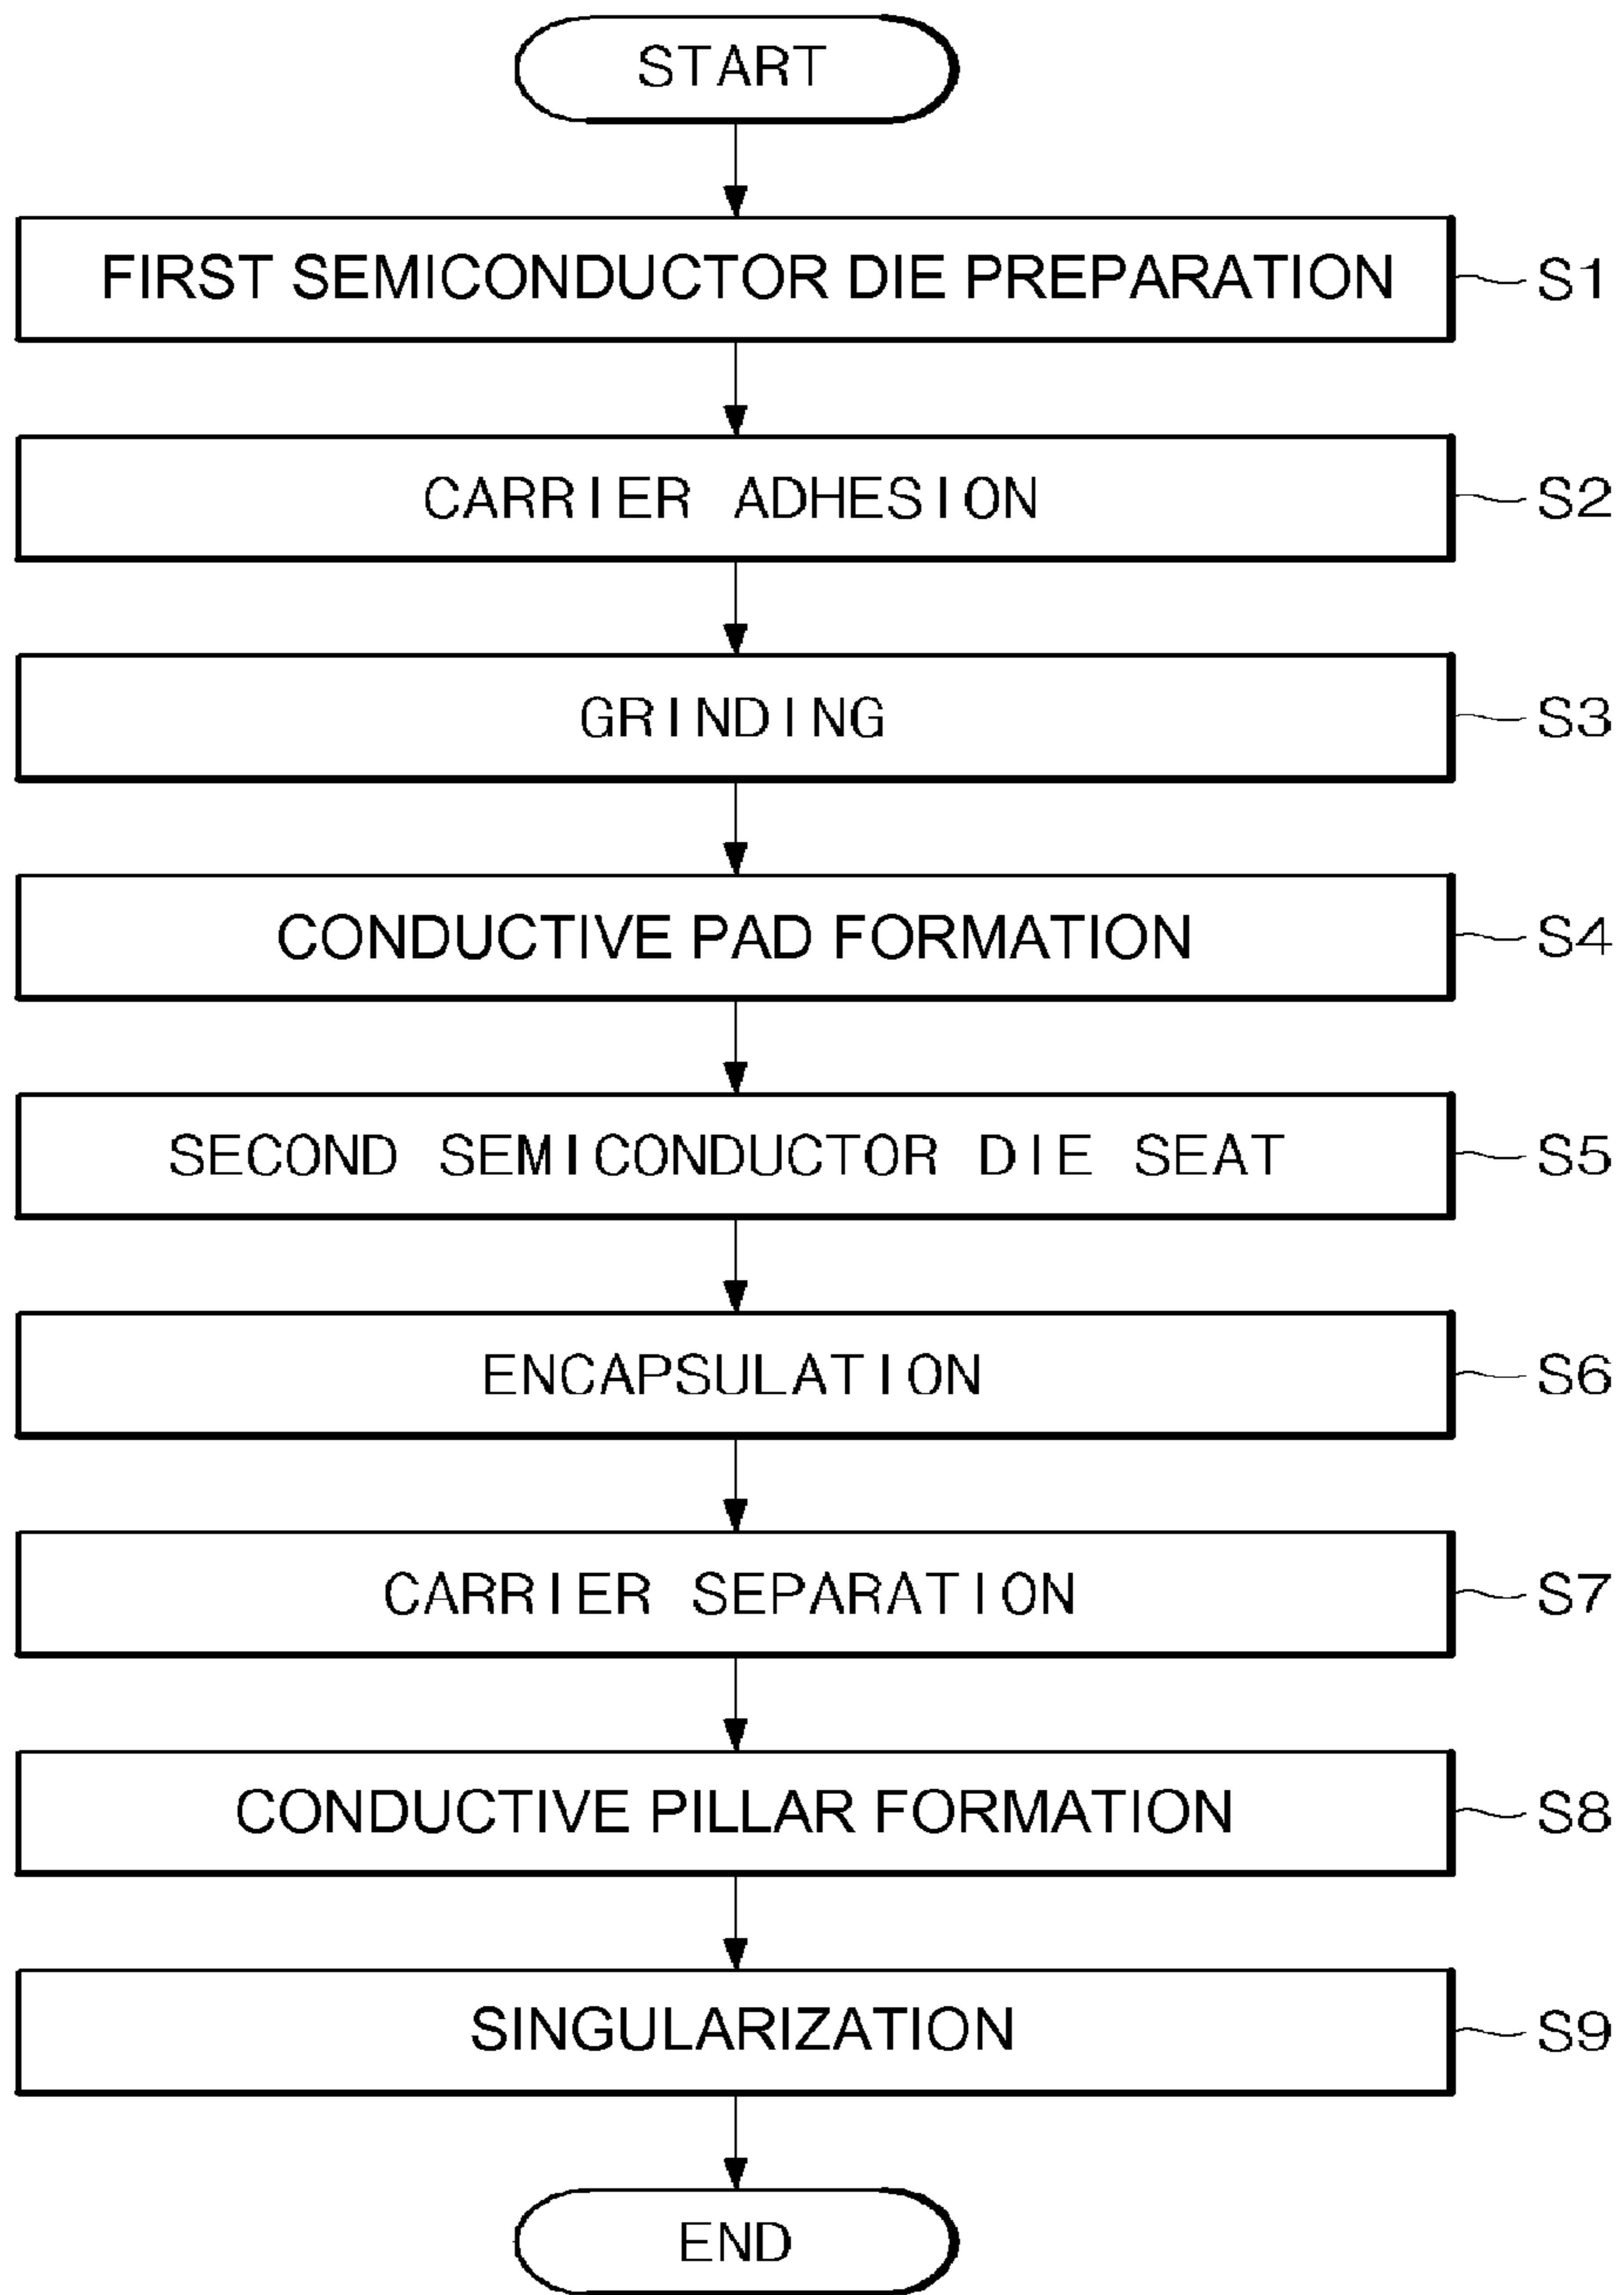 START
FIRST SEMICONDUCTOR DIE PREPARATION S1
CARRIER ADHESION S2
GRINDING S3
CONDUCTIVE PAD FORMATION S4
SECOND SEMICONDUCTOR DIE SEAT S5
ENCAPSULATION S6
CARRIER SEPARATION S7
CONDUCTIVE PILLAR FORMATION S8
SINGULARIZATION S9
END